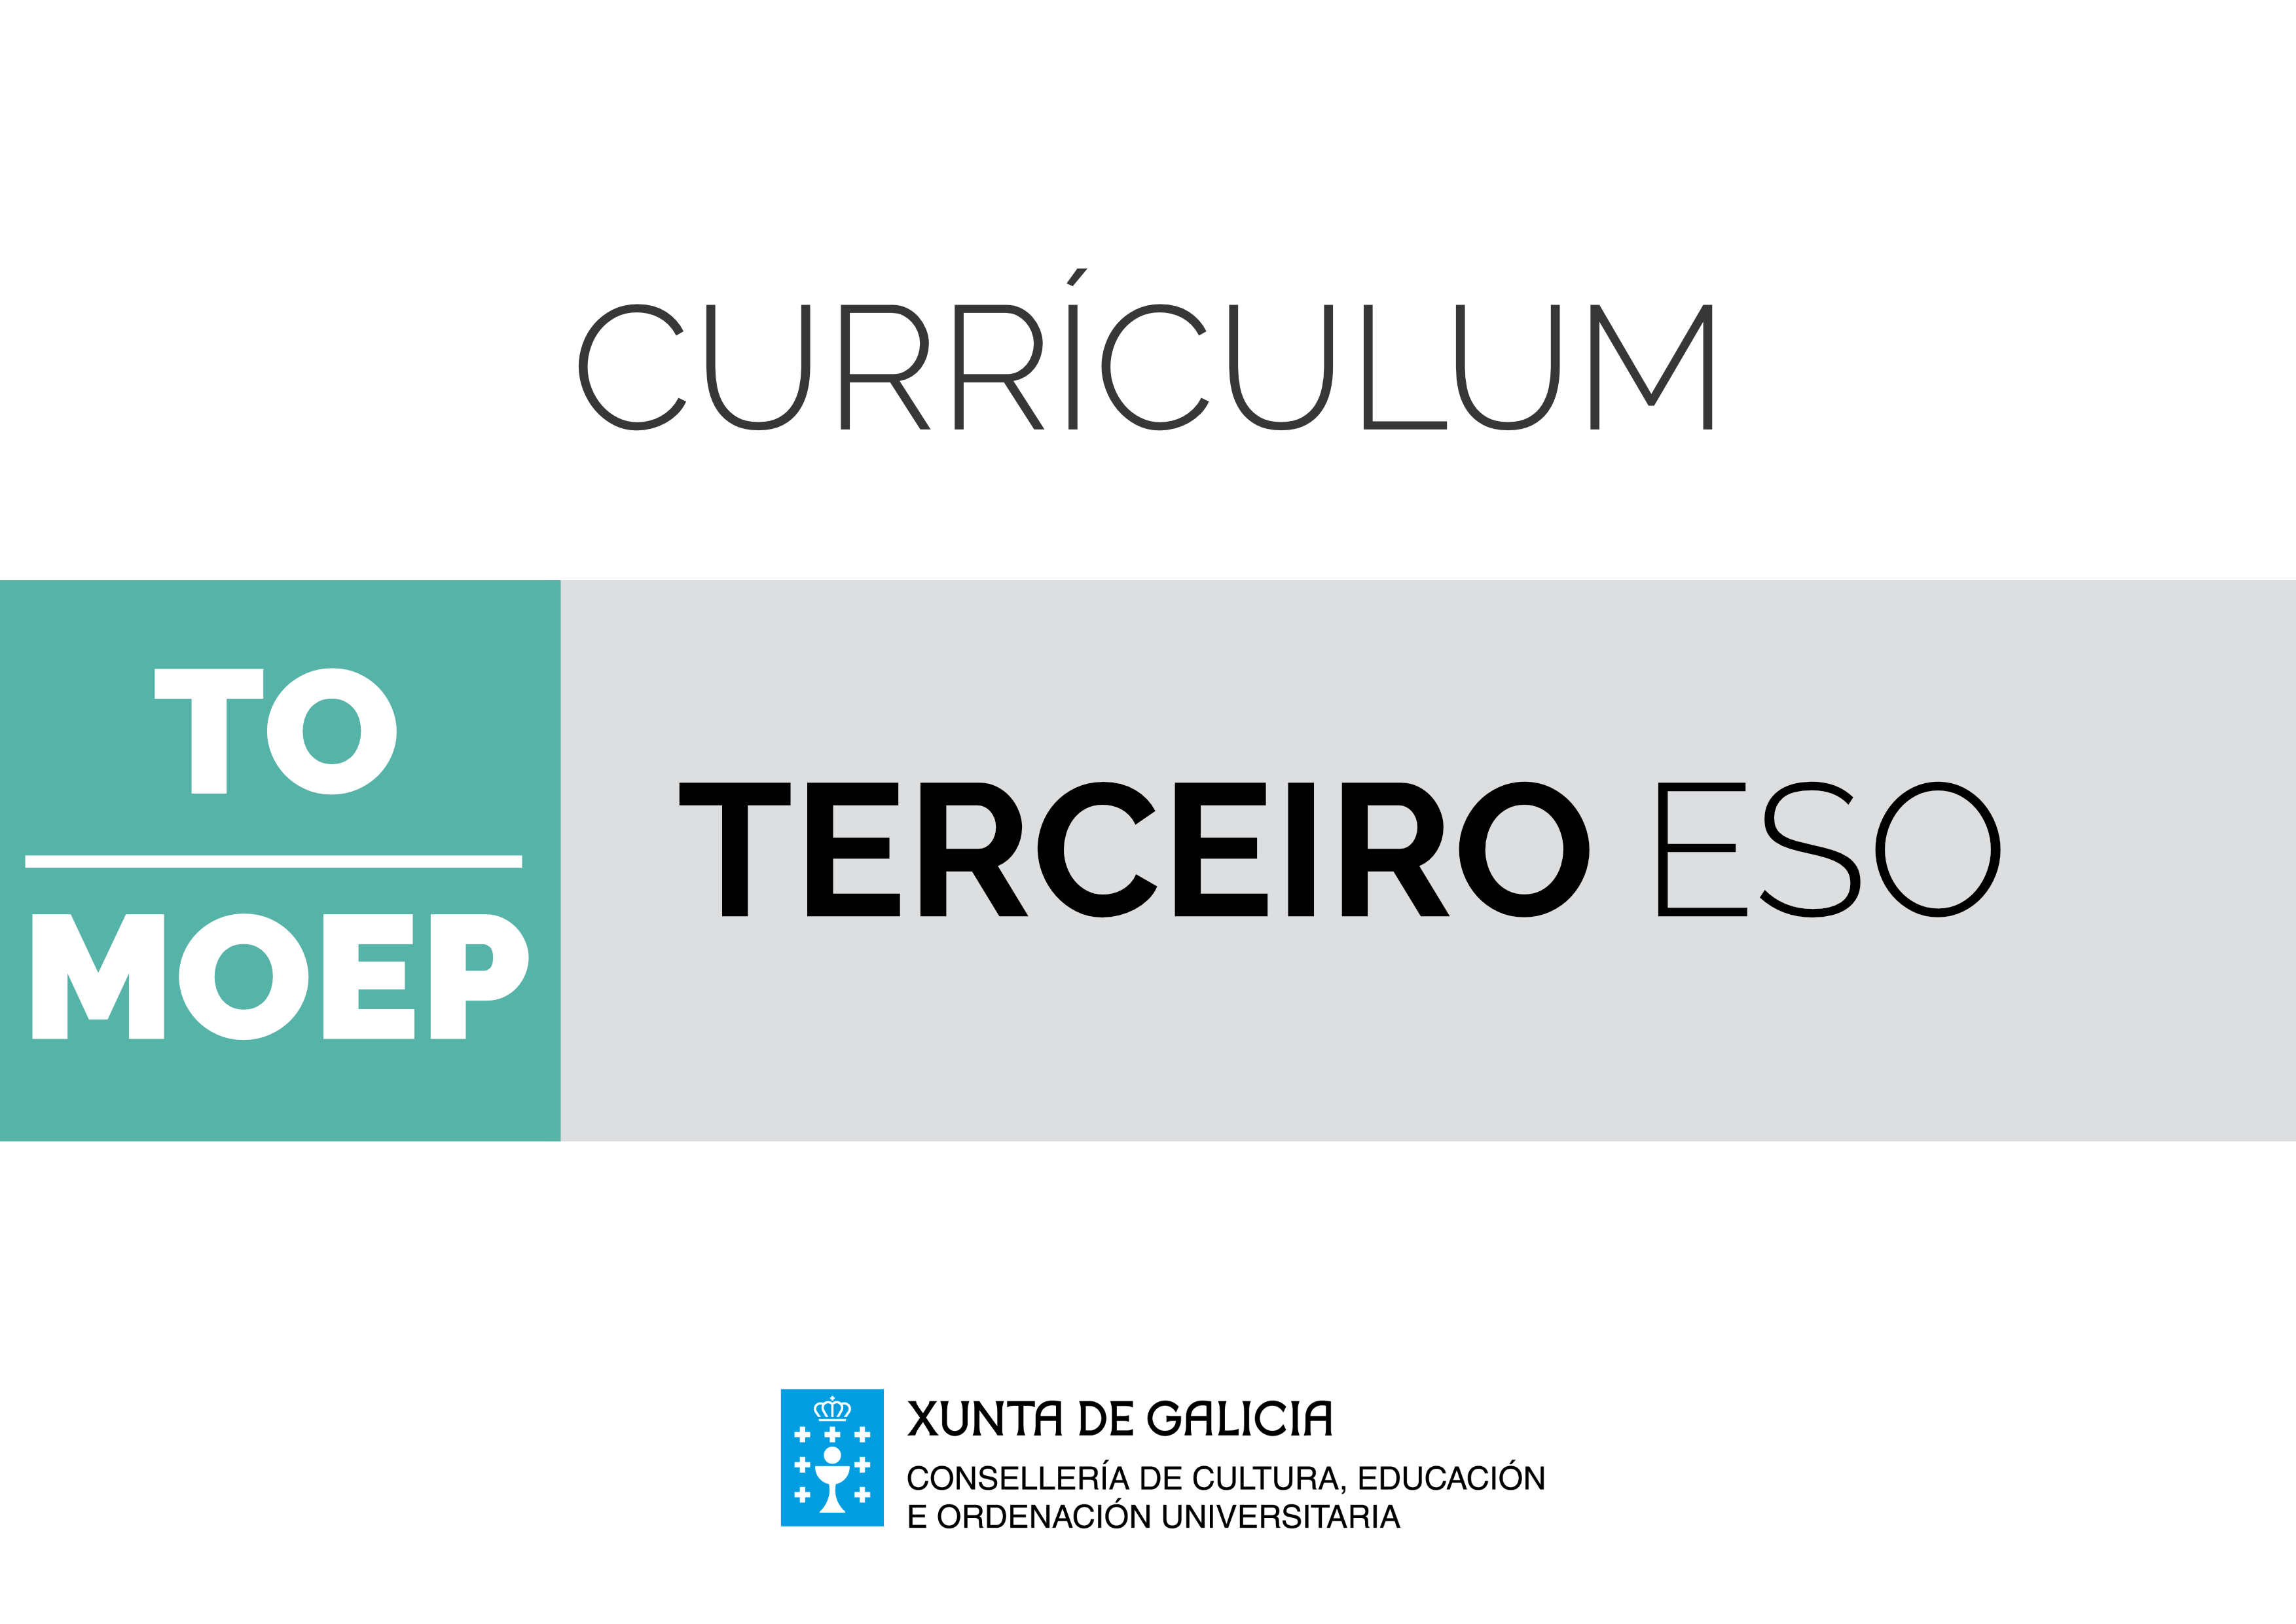 CURRÍCULUM
TO
MOEP
TERCEIRO ESO
XUNTA DE GALICIA
CONSELLERÍA DE CULTURA, EDUCACIÓN
E ORDENACIÓN UNIVERSITARIA